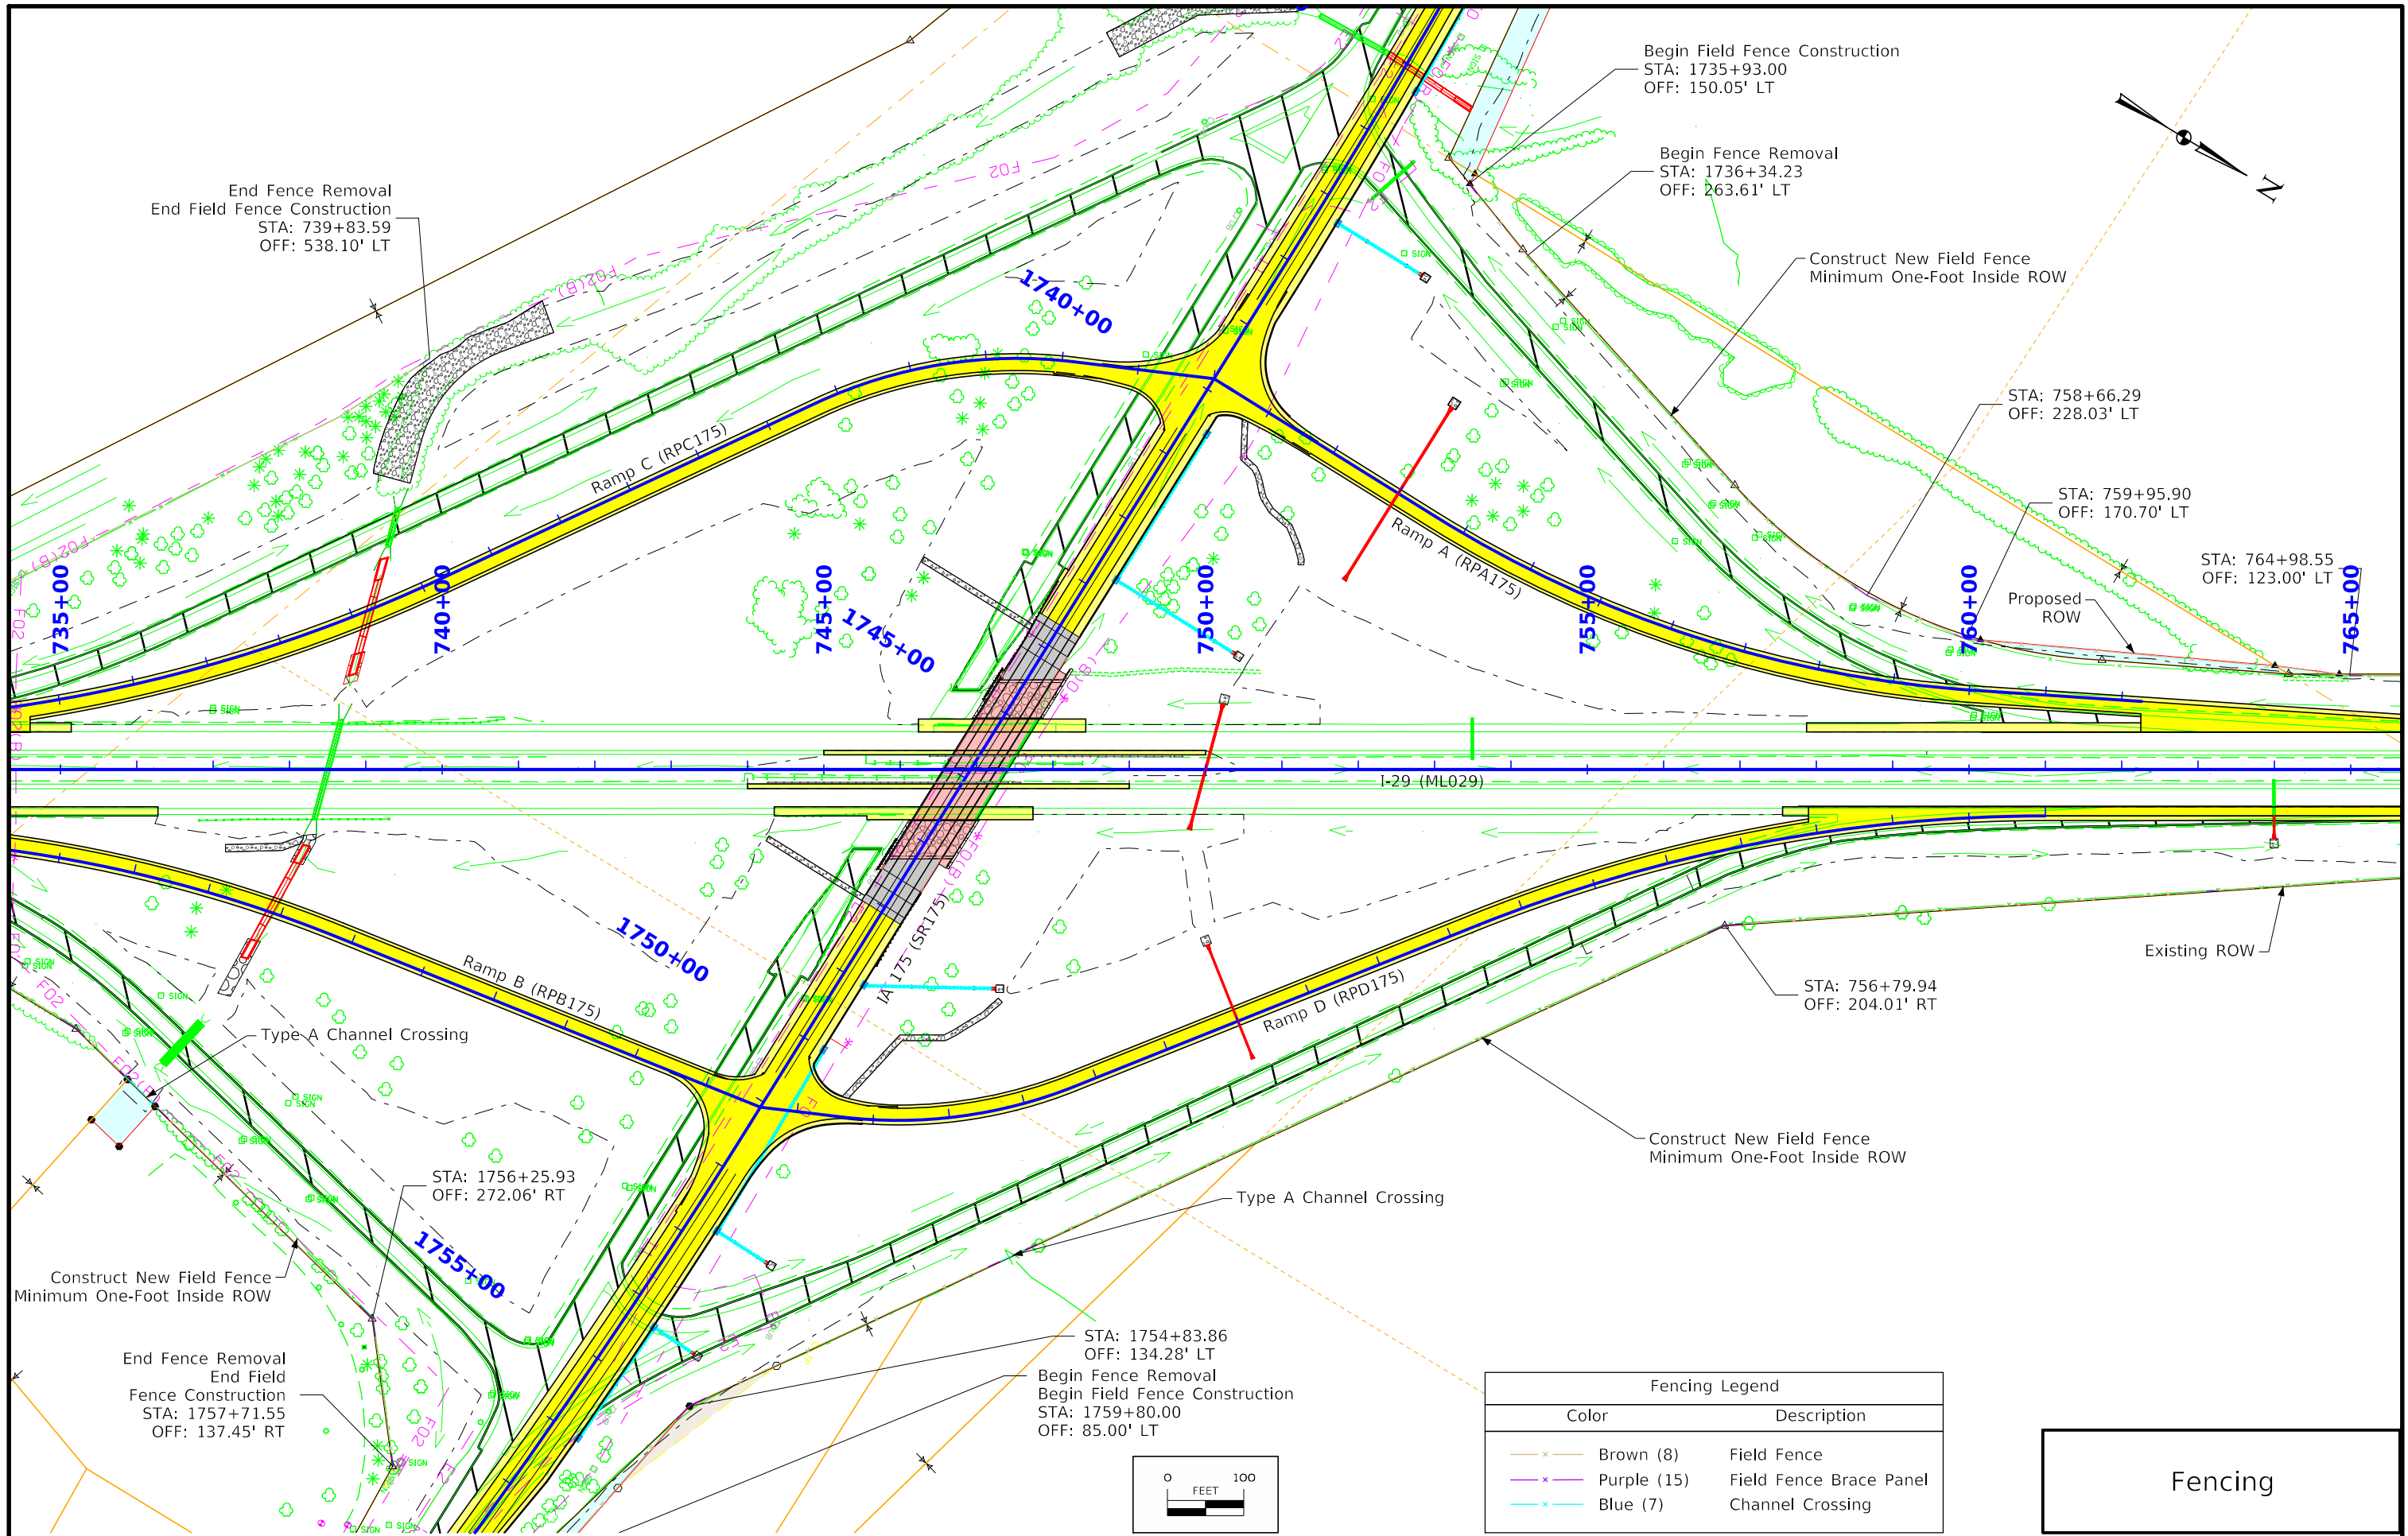 Begin Field Fence Construction
STA: 1735+93.00
OFF: 150.05' LT
Begin Fence Removal
STA: 1736+34.23
OFF: 263.61' LT
N
End Fence Removal
End Field Fence Construction
STA: 739+83.59
OFF: 538.10' LT
Construct New Field Fence
Minimum One-Foot Inside ROW
STA: 758+66.29
OFF: 228.03' LT
STA: 759+95.90
OFF: 170.70' LT
STA: 764+98.55
OFF: 123.00' LT
Proposed
ROW
F02
F02(B)
F02(B)
F02
1740+00
Ramp C (RPC175)
Ramp A (RPA175)
735+00
740+00
745+00
1745+00
750+00
755+00
760+00
765+00
I-29 (ML029)
IA 175 (SR175)
1750+00
Ramp B (RPB175)
Ramp D (RPD175)
Existing ROW
STA: 756+79.94
OFF: 204.01' RT
F02
Type A Channel Crossing
F02
STA: 1756+25.93
OFF: 272.06' RT
1755+00
Construct New Field Fence
Minimum One-Foot Inside ROW
Type A Channel Crossing
Construct New Field Fence
Minimum One-Foot Inside ROW
End Fence Removal
End Field
Fence Construction
STA: 1757+71.55
OFF: 137.45' RT
F02
STA: 1754+83.86
OFF: 134.28' LT
Begin Fence Removal
Begin Field Fence Construction
STA: 1759+80.00
OFF: 85.00' LT
SIGN
SIGN
SIGN
0 100
FEET
Fencing Legend
Color Description
Brown (8) Field Fence
Purple (15) Field Fence Brace Panel
Blue (7) Channel Crossing
Fencing